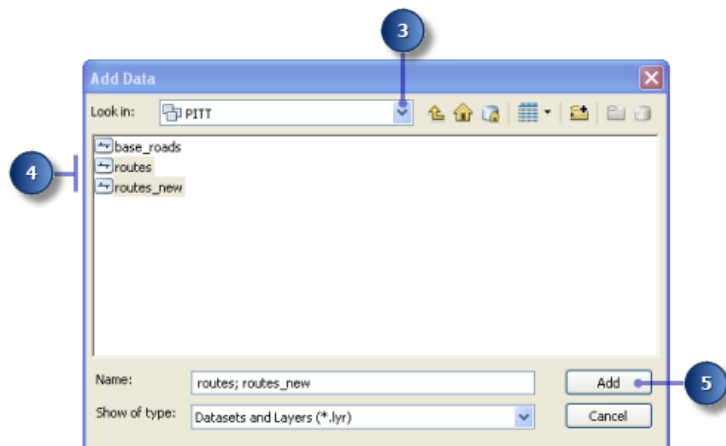 3
Add Data
Look in: PITT
base_roads
routes
routes_new
4
Name: routes; routes_new
Add
5
Show of type: Datasets and Layers (*.lyr)
Cancel